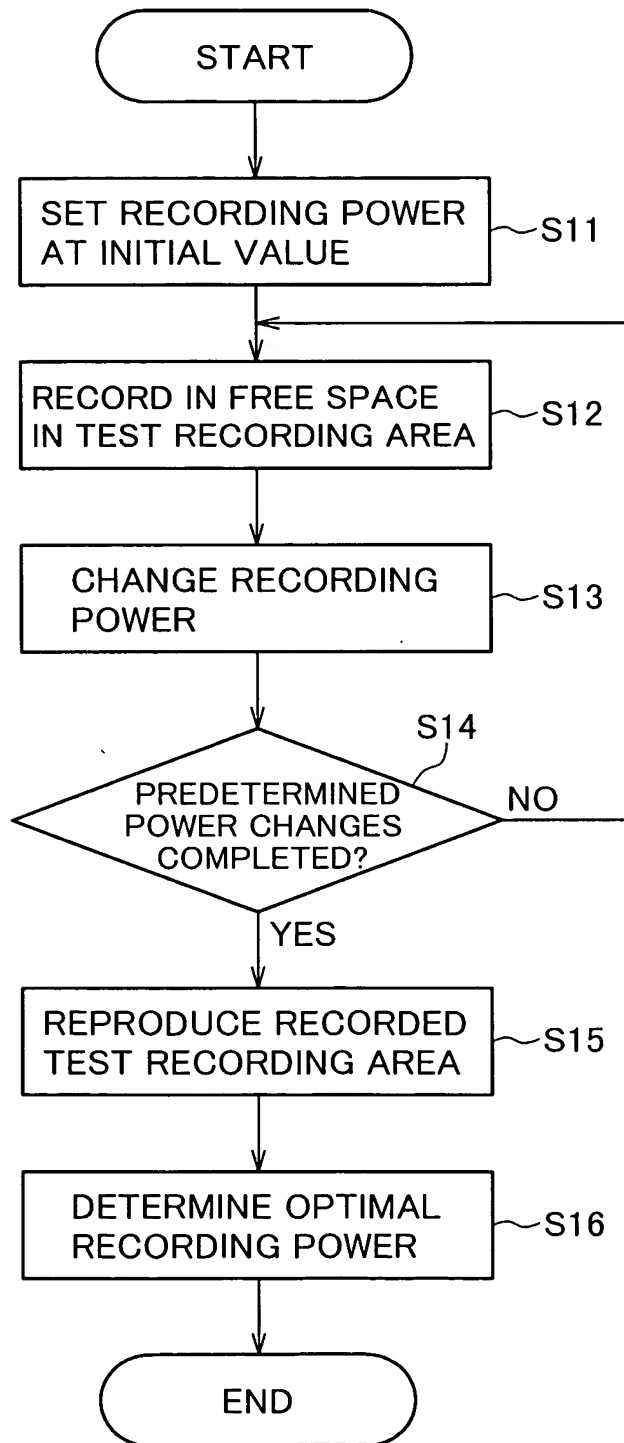 START
SET RECORDING POWER
AT INITIAL VALUE
S11
RECORD IN FREE SPACE
IN TEST RECORDING AREA
S12
CHANGE RECORDING
POWER
S13
S14
PREDETERMINED
POWER CHANGES
COMPLETED?
NO
YES
REPRODUCE RECORDED
TEST RECORDING AREA
S15
DETERMINE OPTIMAL
RECORDING POWER
S16
END